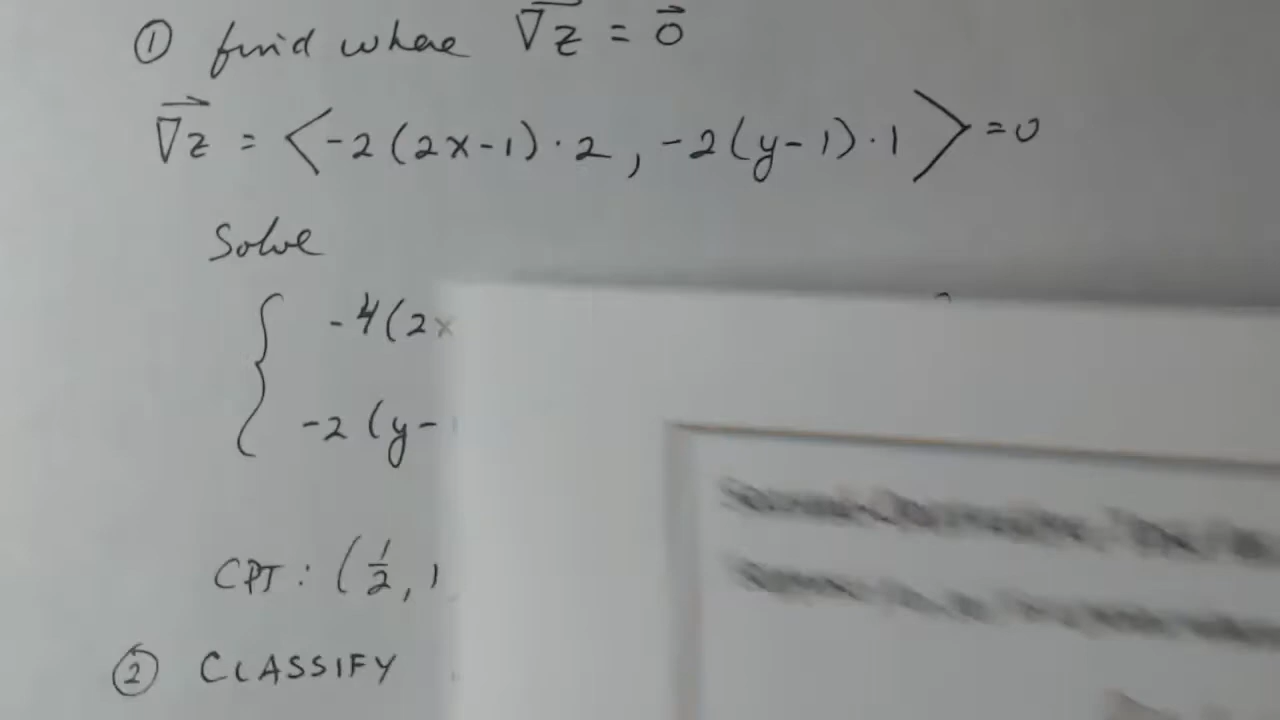 ① find where ∇z = 0
∇z = ⟨-2(2x-1)·2, -2(y-1)·1⟩ = 0
Solve
{ -4(2x
-2(y-
CPT: (1/2, 1
② CLASSIFY